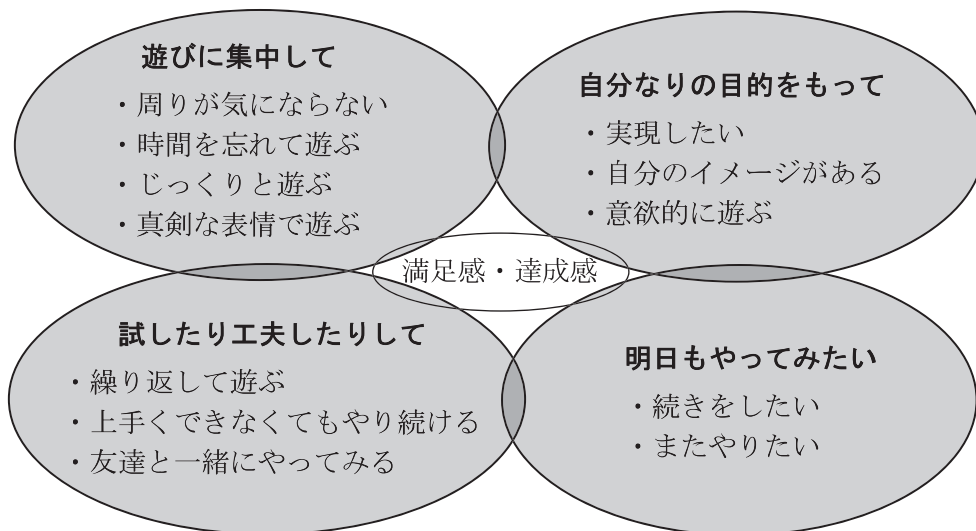 遊びに集中して
・周りが気にならない
・時間を忘れて遊ぶ
・じっくりと遊ぶ
・真剣な表情で遊ぶ
自分なりの目的をもって
・実現したい
・自分のイメージがある
・意欲的に遊ぶ
満足感・達成感
試したり工夫したりして
・繰り返して遊ぶ
・上手くできなくてもやり続ける
・友達と一緒にやってみる
明日もやってみたい
・続きをしたい
・またやりたい